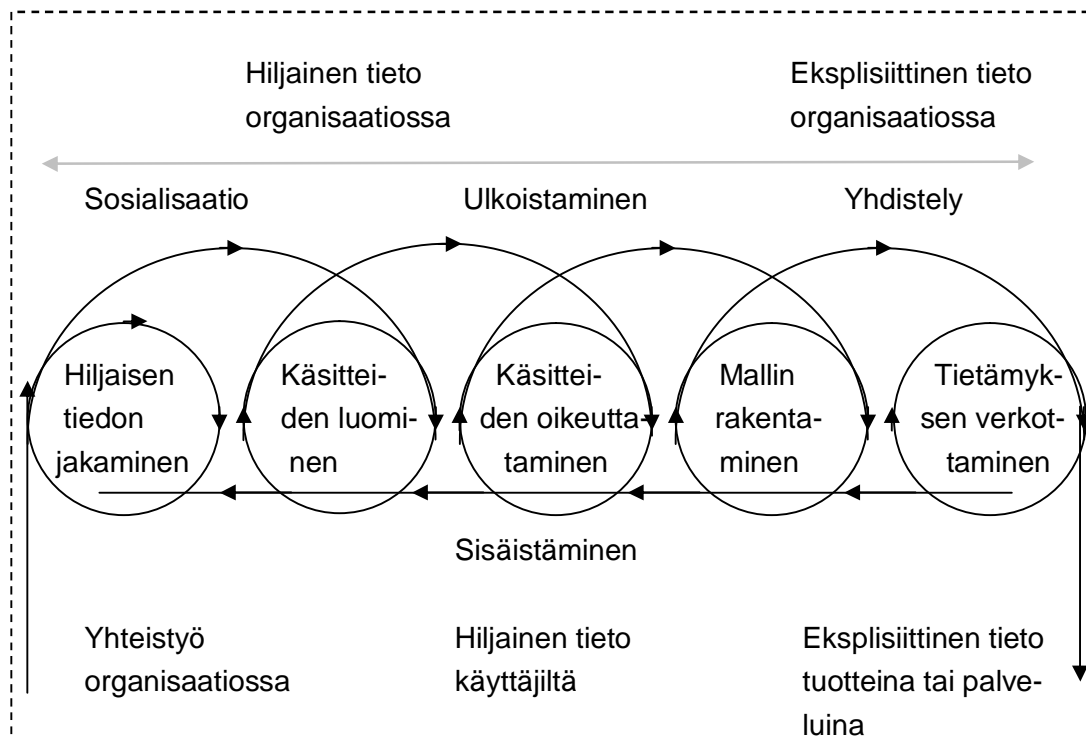 Hiljainen tieto
organisaatiossa
Eksplisiittinen tieto
organisaatiossa
Sosialisaatio
Ulkoistaminen
Yhdistely
Hiljaisen
tiedon
jakaminen
Käsittei-
den luomi-
nen
Käsittei-
den oikeut-
taminen
Mallin
rakenta-
minen
Tietämyk-
sen verkot-
taminen
Sisäistäminen
Yhteistyö
organisaatiossa
Hiljainen tieto
käyttäjiltä
Eksplisiittinen tieto
tuotteina tai palve-
luina